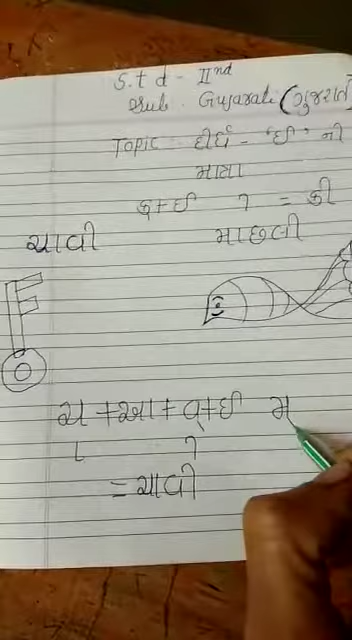 S.t d - IInd
Sub. Gujarati (ગુજરાતી
Topic દીર્ઘ - 'ઈ' ની
માત્રા
ક+ઈ ી = કી
ચાવી માછલી
ચ +આ+ વ્+ઈ મ
ા ી
= ચાવી